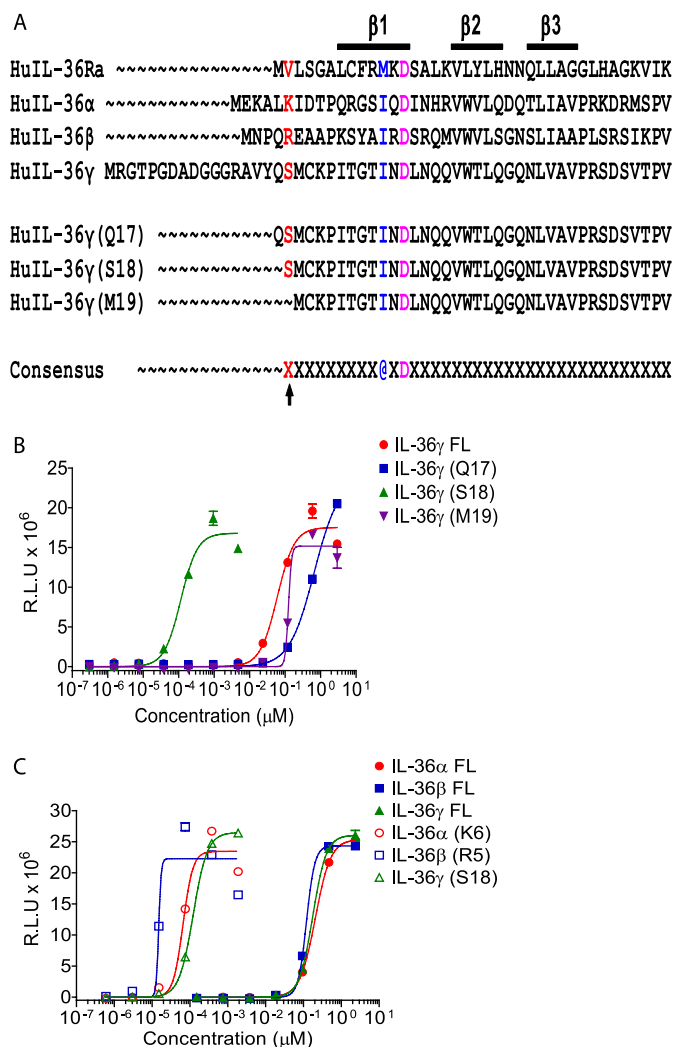 A
β1 β2 β3
HuIL-36Ra ~~~~~~~~~~~~~~~MVLSGALCFRMKDSALKVLYLHNNQLLAGGLHAGKVIK
HuIL-36α ~~~~~~~~~~~MEKALKIDTPQRGSIQDINHRVWVLQDQTLIAVPRKDRMSPV
HuIL-36β ~~~~~~~~~~~~MNPQREAAPKSYAIRDSRQMVWVLSGNSLIAAPLSRSIKPV
HuIL-36γ MRGTPGDADGGGRAVYQSMCKPITGTINDLNQQVWTLQGQNLVAVPRSDSVTPV
HuIL-36γ(Q17) ~~~~~~~~~~~QSMCKPITGTINDLNQQVWTLQGQNLVAVPRSDSVTPV
HuIL-36γ(S18) ~~~~~~~~~~~~SMCKPITGTINDLNQQVWTLQGQNLVAVPRSDSVTPV
HuIL-36γ(M19) ~~~~~~~~~~~~~MCKPITGTINDLNQQVWTLQGQNLVAVPRSDSVTPV
Consensus ~~~~~~~~~~~~~~XXXXXXXXX@XDXXXXXXXXXXXXXXXXXXXXXXXXX
B
R.L.U x 10⁶
25
20
15
10
5
0
10⁻⁷ 10⁻⁶ 10⁻⁵ 10⁻⁴ 10⁻³ 10⁻² 10⁻¹ 10⁰ 10¹
Concentration (μM)
IL-36γ FL
IL-36γ (Q17)
IL-36γ (S18)
IL-36γ (M19)
C
R.L.U x 10⁶
30
25
20
15
10
5
0
10⁻⁷ 10⁻⁶ 10⁻⁵ 10⁻⁴ 10⁻³ 10⁻² 10⁻¹ 10⁰ 10¹
Concentration (μM)
IL-36α FL
IL-36β FL
IL-36γ FL
IL-36α (K6)
IL-36β (R5)
IL-36γ (S18)